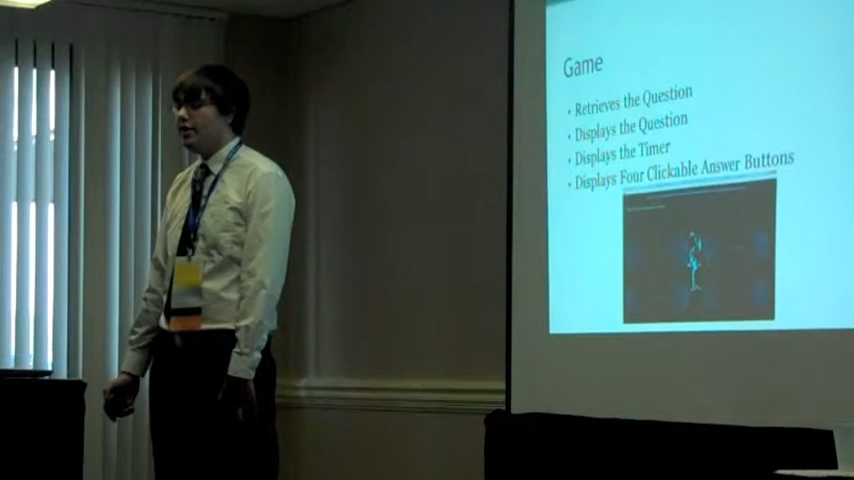 Game
• Retrieves the Question
• Displays the Question
• Displays the Timer
• Displays Four Clickable Answer Buttons